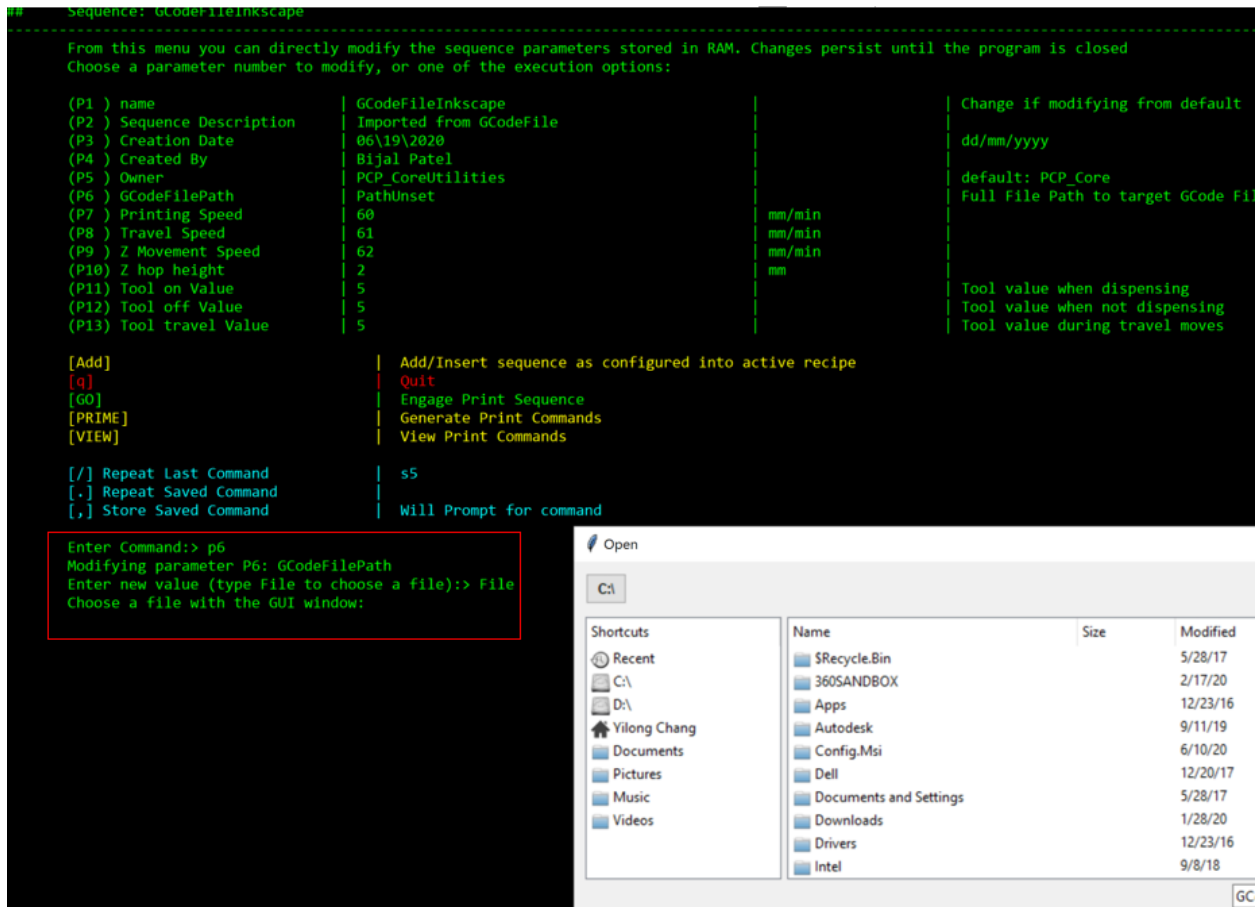 ## Sequence: GCodeFileInkscape
From this menu you can directly modify the sequence parameters stored in RAM. Changes persist until the program is closed
Choose a parameter number to modify, or one of the execution options:
(P1 ) name | GCodeFileInkscape | | Change if modifying from default
(P2 ) Sequence Description | Imported from GCodeFile | |
(P3 ) Creation Date | 06\19\2020 | | dd/mm/yyyy
(P4 ) Created By | Bijal Patel | |
(P5 ) Owner | PCP_CoreUtilities | | default: PCP_Core
(P6 ) GCodeFilePath | PathUnset | | Full File Path to target GCode Fil
(P7 ) Printing Speed | 60 | mm/min |
(P8 ) Travel Speed | 61 | mm/min |
(P9 ) Z Movement Speed | 62 | mm/min |
(P10) Z hop height | 2 | mm |
(P11) Tool on Value | 5 | | Tool value when dispensing
(P12) Tool off Value | 5 | | Tool value when not dispensing
(P13) Tool travel Value | 5 | | Tool value during travel moves
[Add] | Add/Insert sequence as configured into active recipe
[q] | Quit
[GO] | Engage Print Sequence
[PRIME] | Generate Print Commands
[VIEW] | View Print Commands
[/] Repeat Last Command | s5
[.] Repeat Saved Command |
[,] Store Saved Command | Will Prompt for command
Enter Command:> p6
Modifying parameter P6: GCodeFilePath
Enter new value (type File to choose a file):> File
Choose a file with the GUI window:
Open
C:\
Shortcuts
Recent
C:\
D:\
Yilong Chang
Documents
Pictures
Music
Videos
Name Size Modified
$Recycle.Bin 5/28/17
360SANDBOX 2/17/20
Apps 12/23/16
Autodesk 9/11/19
Config.Msi 6/10/20
Dell 12/20/17
Documents and Settings 5/28/17
Downloads 1/28/20
Drivers 12/23/16
Intel 9/8/18
GC